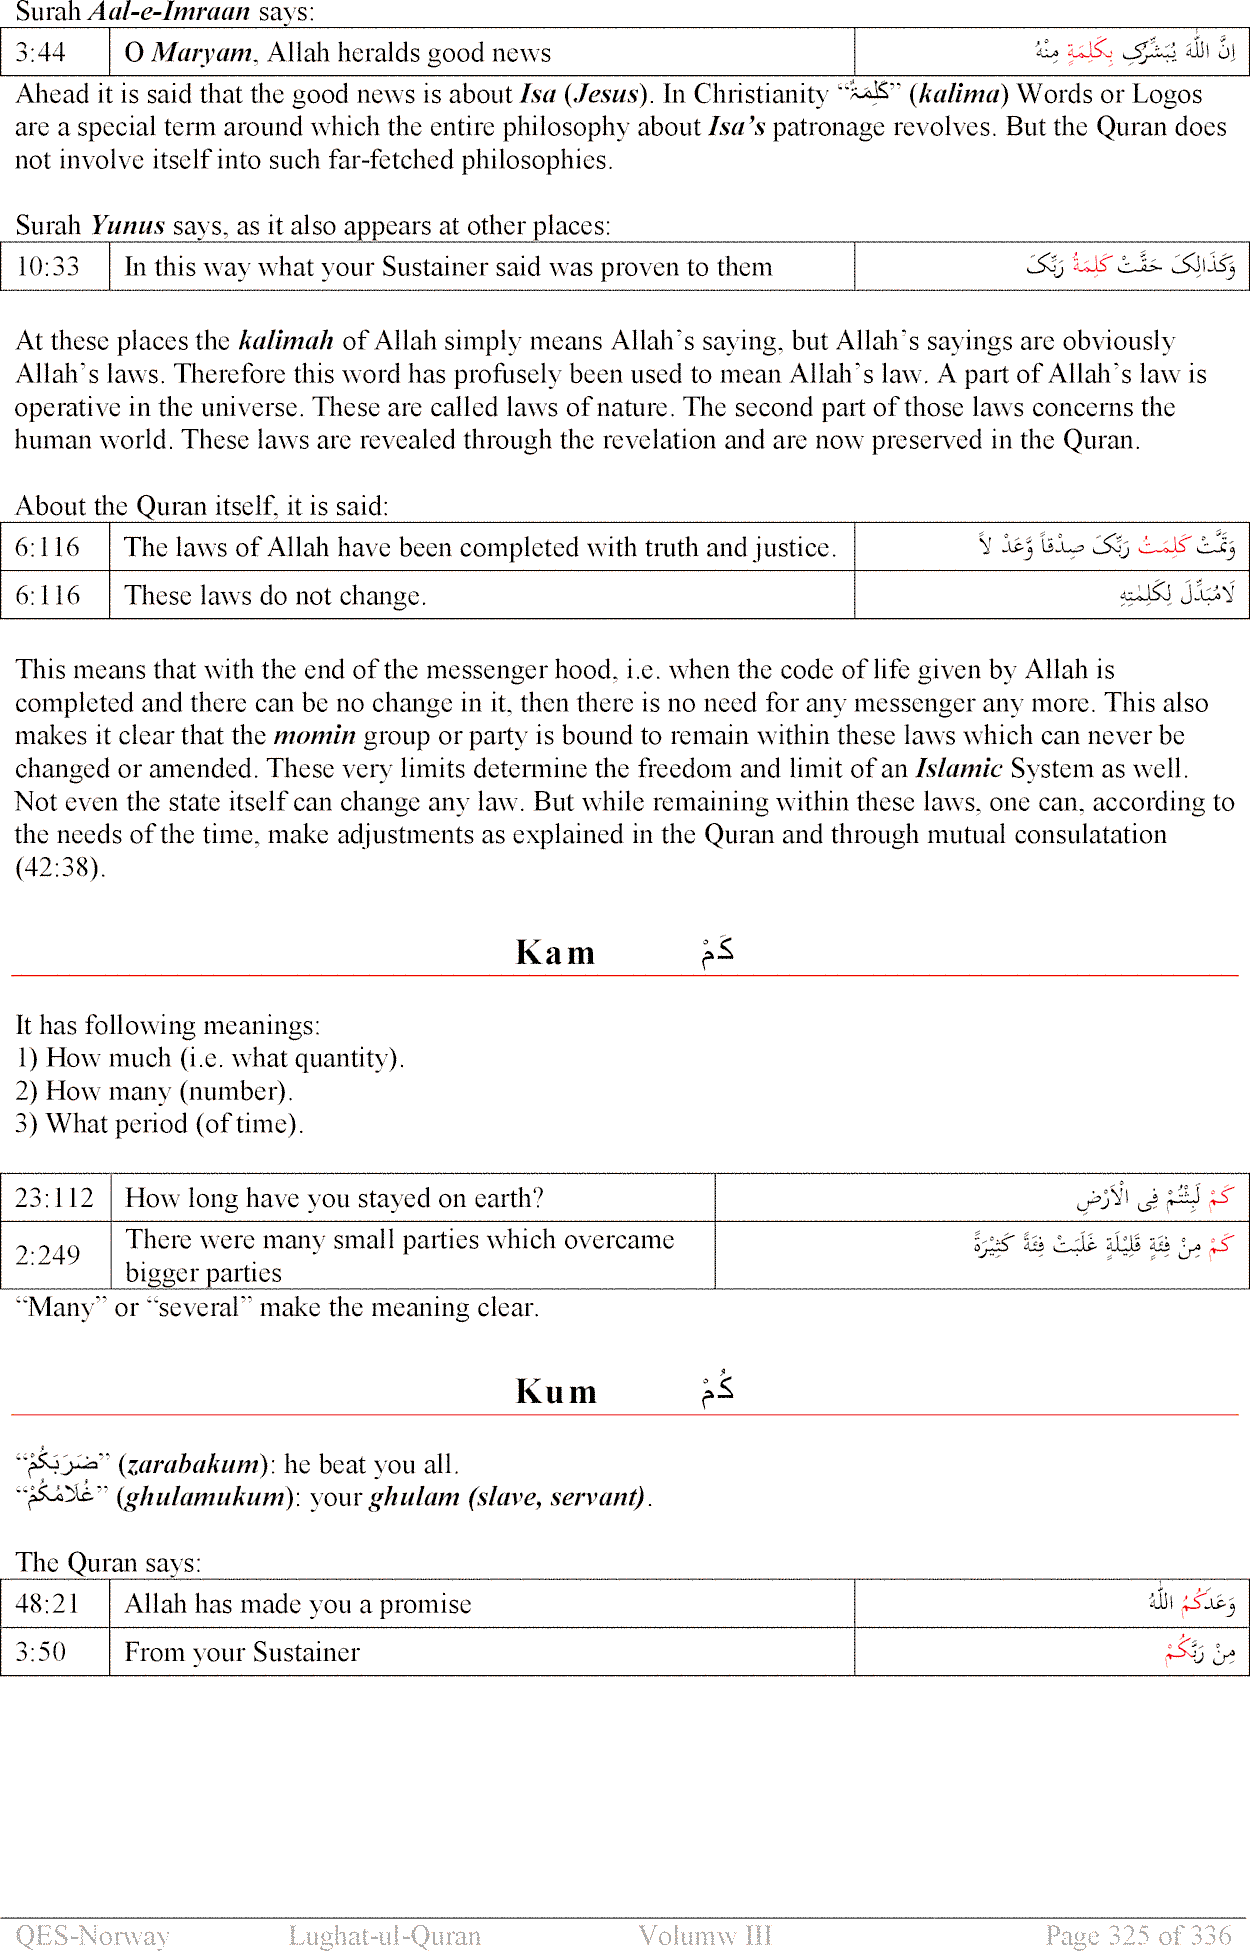 Surah Aal-e-Imraan says:
3:44 O Maryam, Allah heralds good news اِنَّ اللّٰهَ يُبَشِّرُکِ بِکَلِمَةٍ مِنْهُ
Ahead it is said that the good news is about Isa (Jesus). In Christianity “کَلِمَةٌ” (kalima) Words or Logos
are a special term around which the entire philosophy about Isa’s patronage revolves. But the Quran does
not involve itself into such far-fetched philosophies.
Surah Yunus says, as it also appears at other places:
10:33 In this way what your Sustainer said was proven to them وَکَذَالِکَ حَقَّتْ کَلِمَةُ رَبِّکَ
At these places the kalimah of Allah simply means Allah’s saying, but Allah’s sayings are obviously
Allah’s laws. Therefore this word has profusely been used to mean Allah’s law. A part of Allah’s law is
operative in the universe. These are called laws of nature. The second part of those laws concerns the
human world. These laws are revealed through the revelation and are now preserved in the Quran.
About the Quran itself, it is said:
6:116 The laws of Allah have been completed with truth and justice. وَتَمَّتْ کَلِمَتُ رَبِّکَ صِدْقاً وَّعَدْ لاً
6:116 These laws do not change. لَامُبَدِّلَ لِکَلِمٰتِهِ
This means that with the end of the messenger hood, i.e. when the code of life given by Allah is
completed and there can be no change in it, then there is no need for any messenger any more. This also
makes it clear that the momin group or party is bound to remain within these laws which can never be
changed or amended. These very limits determine the freedom and limit of an Islamic System as well.
Not even the state itself can change any law. But while remaining within these laws, one can, according to
the needs of the time, make adjustments as explained in the Quran and through mutual consulatation
(42:38).
Kam کَمْ
It has following meanings:
1) How much (i.e. what quantity).
2) How many (number).
3) What period (of time).
23:112 How long have you stayed on earth? کَمْ لَبِثْتُمْ فِی الْاَرْضِ
2:249 There were many small parties which overcame کَمْ مِنْ فِئَةٍ قَلِيْلَةٍ غَلَبَتْ فِئَةً کَثِيْرَةً
bigger parties
“Many” or “several” make the meaning clear.
Kum کُمْ
“ضَرَبَکُمْ” (zarabakum): he beat you all.
“غُلَامُکُمْ” (ghulamukum): your ghulam (slave, servant).
The Quran says:
48:21 Allah has made you a promise وَعَدَکُمُ اللّٰهُ
3:50 From your Sustainer مِنْ رَبِّکُمْ
QES-Norway Lughat-ul-Quran Volumw III Page 325 of 336